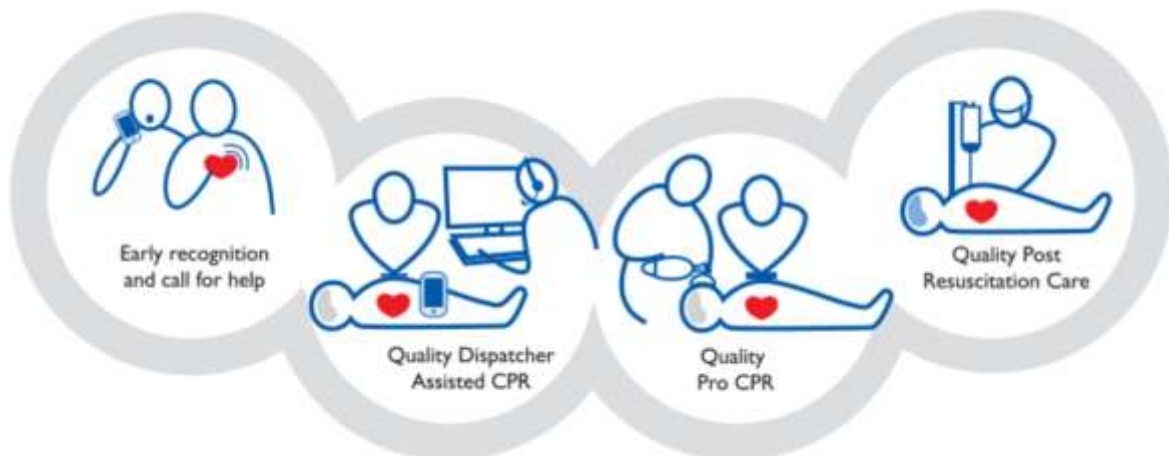 Early recognition
and call for help
Quality Dispatcher
Assisted CPR
Quality
Pro CPR
Quality Post
Resuscitation Care